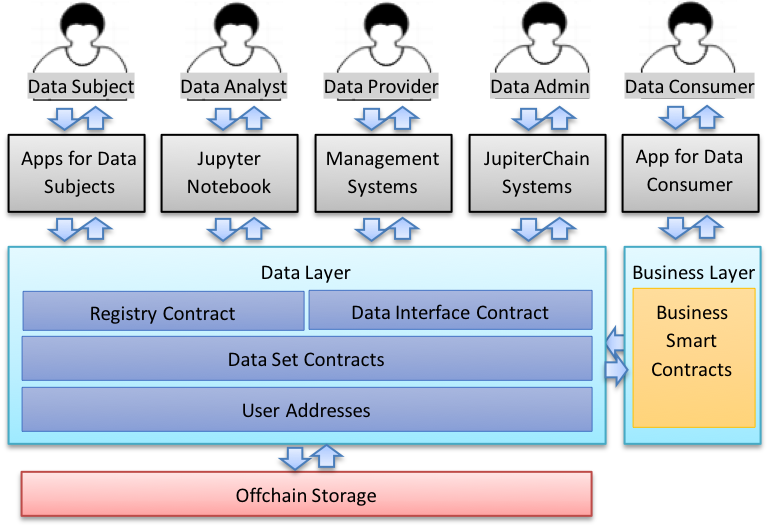 Data Subject
Data Analyst
Data Provider
Data Admin
Data Consumer
Apps for Data
Subjects
Jupyter
Notebook
Management
Systems
JupiterChain
Systems
App for Data
Consumer
Data Layer
Registry Contract
Data Interface Contract
Data Set Contracts
User Addresses
Business Layer
Business
Smart
Contracts
Offchain Storage